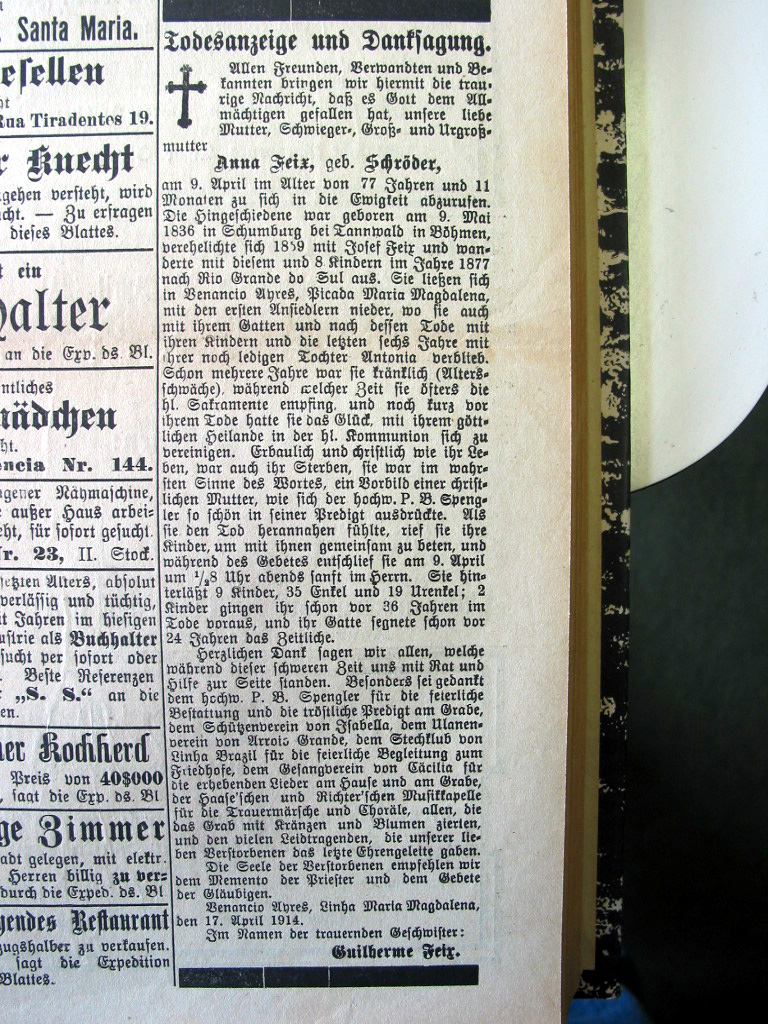 Santa Maria.
esellen
Rua Tiradentes 19.
r Knecht
gehen versteht, wird
cht. — Zu erfragen
dieses Blattes.
t ein
halter
an die Exp. ds. Bl.
ntliches
mädchen
ht.
encia Nr. 144.
gener Nähmaschine,
außer Haus arbei-
eht, für sofort gesucht.
Nr. 23, II. Stock.
setzten Alters, absolut
verlässig und tüchtig,
it Jahren im hiesigen
ustrie als Buchhalter
sucht per sofort oder
Beste Referenzen
„S. S.“ an die
en.
ner Kochherd
Preis von 40$000
, sagt die Exp. ds. Bl
ge Zimmer
adt gelegen, mit elektr.
Herren billig zu ver=
durch die Exped. ds. Bl
gendes Restaurant
zugshalber zu verkaufen.
sagt die Expedition
Blattes.
Todesanzeige und Danksagung.
Allen Freunden, Verwandten und Be-
kannten bringen wir hiermit die trau-
rige Nachricht, daß es Gott dem All-
mächtigen gefallen hat, unsere liebe
Mutter, Schwieger-, Groß- und Urgroß-
mutter
Anna Feix, geb. Schröder,
am 9. April im Alter von 77 Jahren und 11
Monaten zu sich in die Ewigkeit abzurufen.
Die Hingeschiedene war geboren am 9. Mai
1836 in Schumburg bei Tannwald in Böhmen,
verehelichte sich 1859 mit Josef Feix und wan-
derte mit diesem und 8 Kindern im Jahre 1877
nach Rio Grande do Sul aus. Sie ließen sich
in Venancio Ayres, Picada Maria Magdalena,
mit den ersten Ansiedlern nieder, wo sie auch
mit ihrem Gatten und nach dessen Tode mit
ihren Kindern und die letzten sechs Jahre mit
ihrer noch ledigen Tochter Antonia verblieb.
Schon mehrere Jahre war sie kränklich (Alters-
schwäche), während welcher Zeit sie öfters die
hl. Sakramente empfing, und noch kurz vor
ihrem Tode hatte sie das Glück, mit ihrem gött-
lichen Heilande in der hl. Kommunion sich zu
vereinigen. Erbaulich und christlich wie ihr Le-
ben, war auch ihr Sterben, sie war im wahr-
sten Sinne des Wortes, ein Vorbild einer christ-
lichen Mutter, wie sich der hochw. P. B. Speng-
ler so schön in seiner Predigt ausdrückte. Als
sie den Tod herannahen fühlte, rief sie ihre
Kinder, um mit ihnen gemeinsam zu beten, und
während des Gebetes entschlief sie am 9. April
um ½8 Uhr abends sanft im Herrn. Sie hin-
terläßt 9 Kinder, 35 Enkel und 19 Urenkel; 2
Kinder gingen ihr schon vor 36 Jahren im
Tode voraus, und ihr Gatte segnete schon vor
24 Jahren das Zeitliche.
Herzlichen Dank sagen wir allen, welche
während dieser schweren Zeit uns mit Rat und
Hilfe zur Seite standen. Besonders sei gedankt
dem hochw. P. B. Spengler für die feierliche
Bestattung und die tröstliche Predigt am Grabe,
dem Schützenverein von Isabella, dem Ulanen-
verein von Arroio Grande, dem Stechklub von
Linha Brazil für die feierliche Begleitung zum
Friedhofe, dem Gesangverein von Cäcilia für
die erhebenden Lieder am Hause und am Grabe,
der Haase'schen und Richter'schen Musikkapelle
für die Trauermärsche und Choräle, allen, die
das Grab mit Kränzen und Blumen zierten,
und den vielen Leidtragenden, die unserer lie-
ben Verstorbenen das letzte Ehrengeleite gaben.
Die Seele der Verstorbenen empfehlen wir
dem Memento der Priester und dem Gebete
der Gläubigen.
Venancio Ayres, Linha Maria Magdalena,
den 17. April 1914.
Im Namen der trauernden Geschwister:
Guilherme Feix.